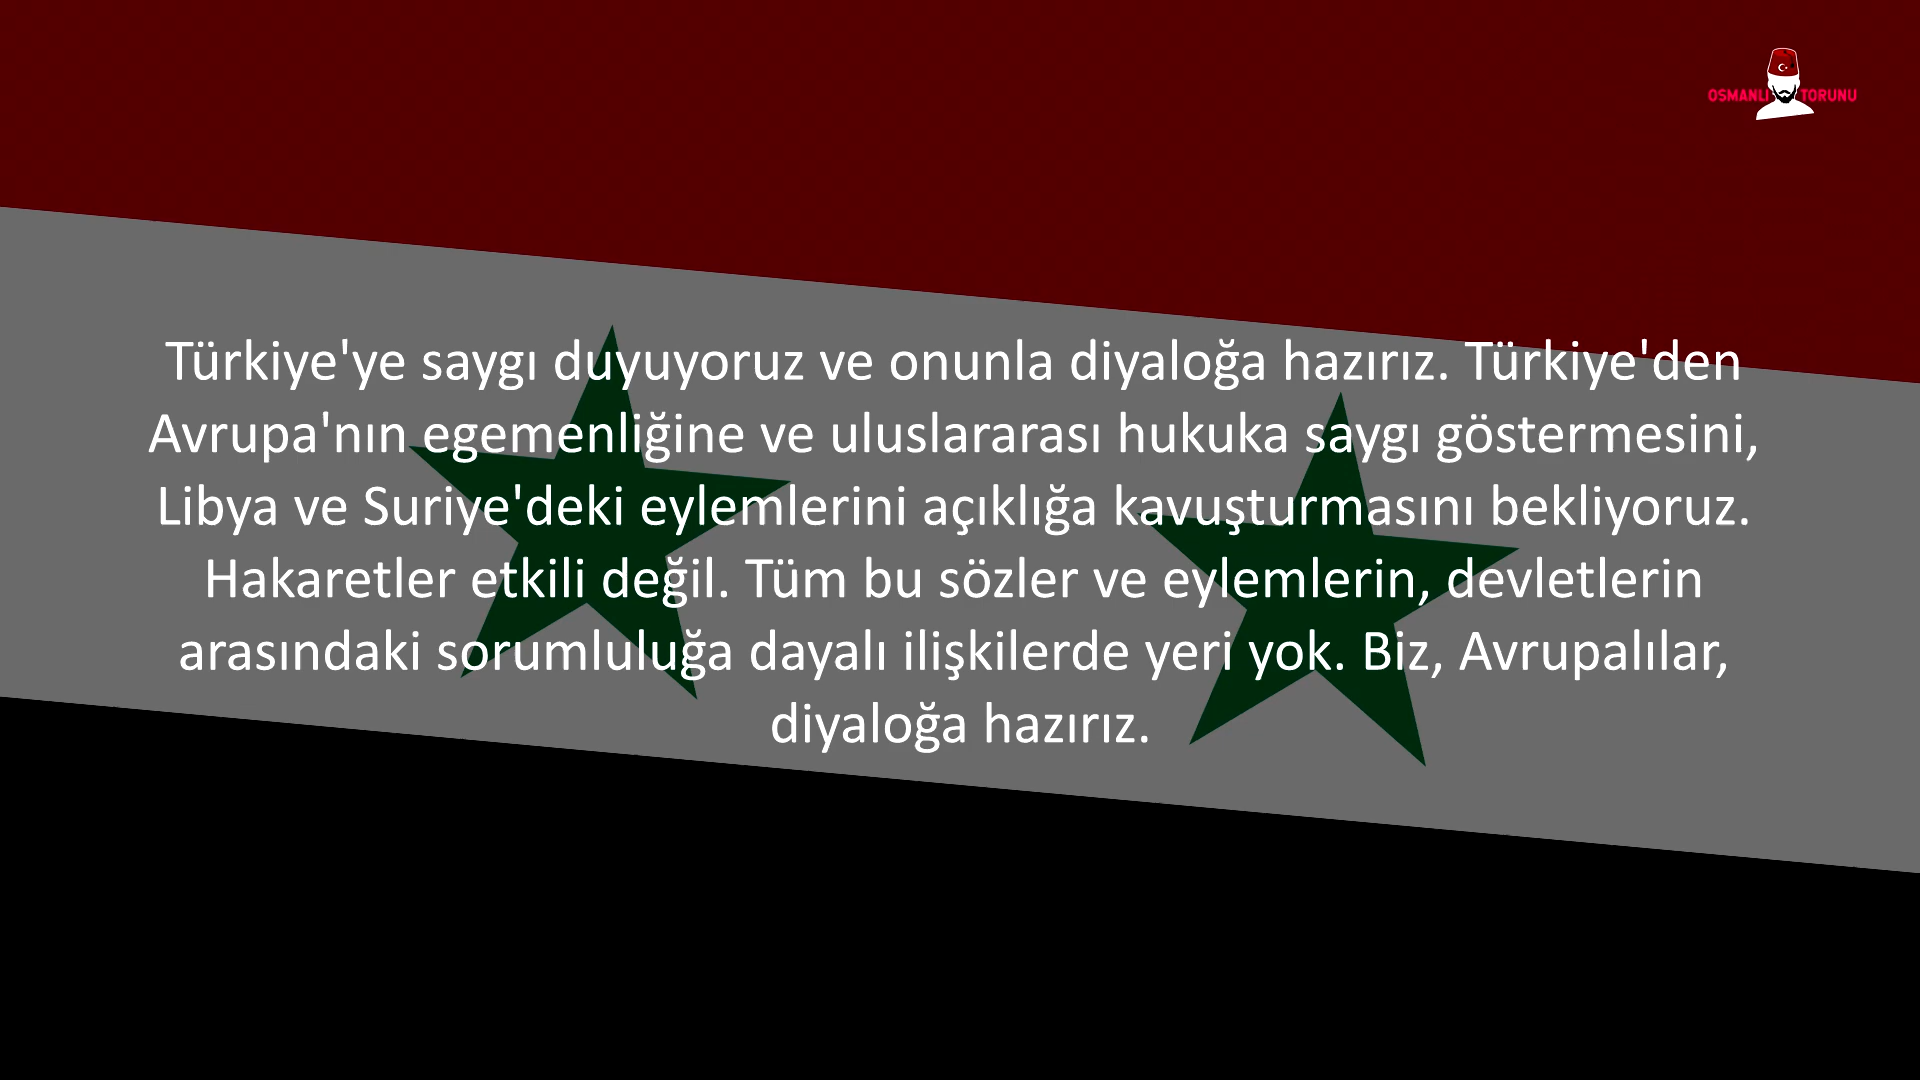 OSMANLI TORUNU
Türkiye'ye saygı duyuyoruz ve onunla diyaloğa hazırız. Türkiye'den
Avrupa'nın egemenliğine ve uluslararası hukuka saygı göstermesini,
Libya ve Suriye'deki eylemlerini açıklığa kavuşturmasını bekliyoruz.
Hakaretler etkili değil. Tüm bu sözler ve eylemlerin, devletlerin
arasındaki sorumluluğa dayalı ilişkilerde yeri yok. Biz, Avrupalılar,
diyaloğa hazırız.